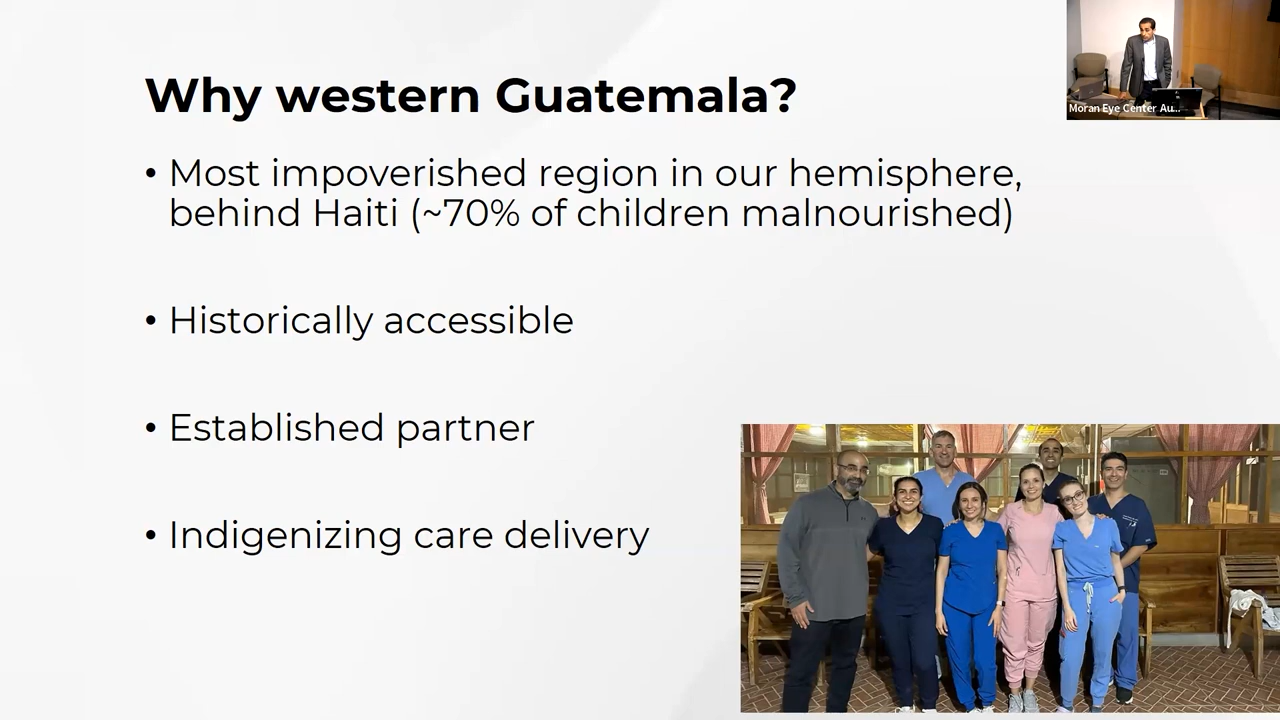 Why western Guatemala?
• Most impoverished region in our hemisphere,
behind Haiti (~70% of children malnourished)
• Historically accessible
• Established partner
• Indigenizing care delivery
Moran Eye Center Au...